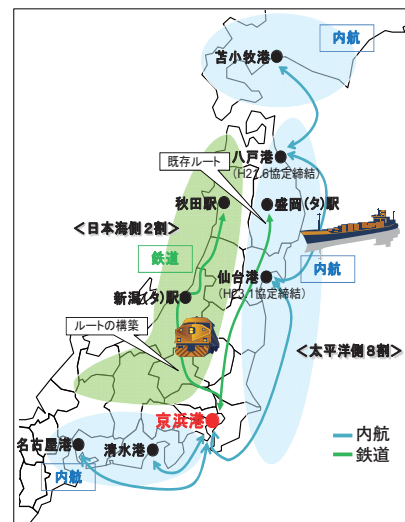 内航
苫小牧港
既存ルート
八戸港
(H22.6協定締結)
秋田駅
盛岡(タ)駅
<日本海側2割>
鉄道
仙台港
(H23.1協定締結)
内航
新潟(タ)駅
ルートの構築
<太平洋側8割>
京浜港
名古屋港
清水港
内航
内航
鉄道